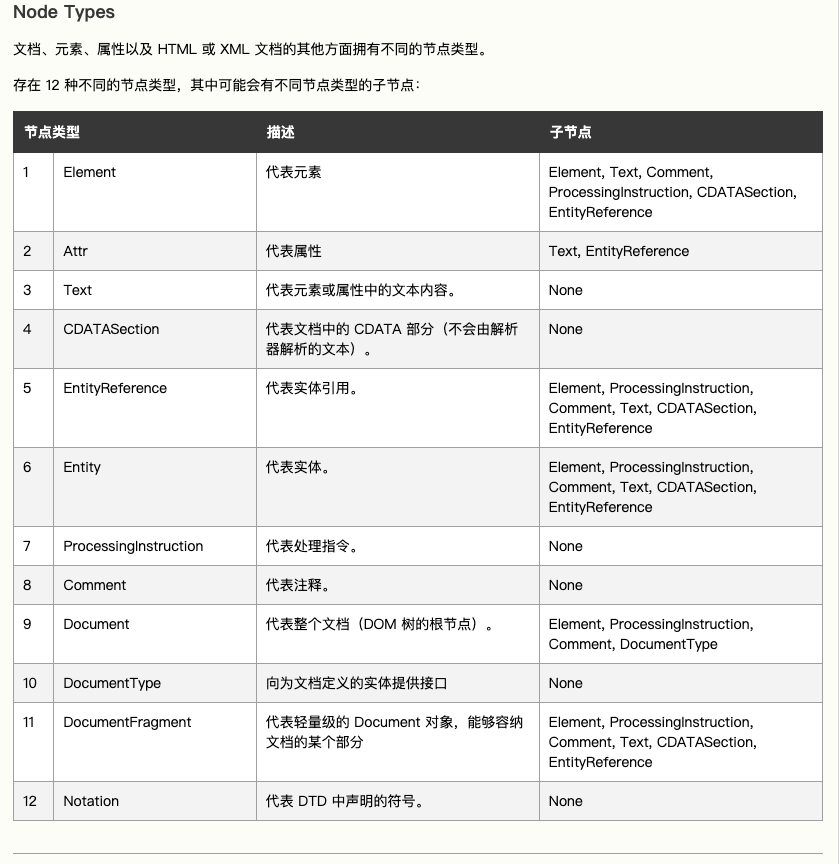 Node Types
文档、元素、属性以及 HTML 或 XML 文档的其他方面拥有不同的节点类型。
存在 12 种不同的节点类型，其中可能会有不同节点类型的子节点：
节点类型 描述 子节点
1 Element 代表元素 Element, Text, Comment,
ProcessingInstruction, CDATASection,
EntityReference
2 Attr 代表属性 Text, EntityReference
3 Text 代表元素或属性中的文本内容。 None
4 CDATASection 代表文档中的 CDATA 部分（不会由解析 None
器解析的文本）。
5 EntityReference 代表实体引用。 Element, ProcessingInstruction,
Comment, Text, CDATASection,
EntityReference
6 Entity 代表实体。 Element, ProcessingInstruction,
Comment, Text, CDATASection,
EntityReference
7 ProcessingInstruction 代表处理指令。 None
8 Comment 代表注释。 None
9 Document 代表整个文档（DOM 树的根节点）。 Element, ProcessingInstruction,
Comment, DocumentType
10 DocumentType 向为文档定义的实体提供接口 None
11 DocumentFragment 代表轻量级的 Document 对象，能够容纳 Element, ProcessingInstruction,
文档的某个部分 Comment, Text, CDATASection,
EntityReference
12 Notation 代表 DTD 中声明的符号。 None